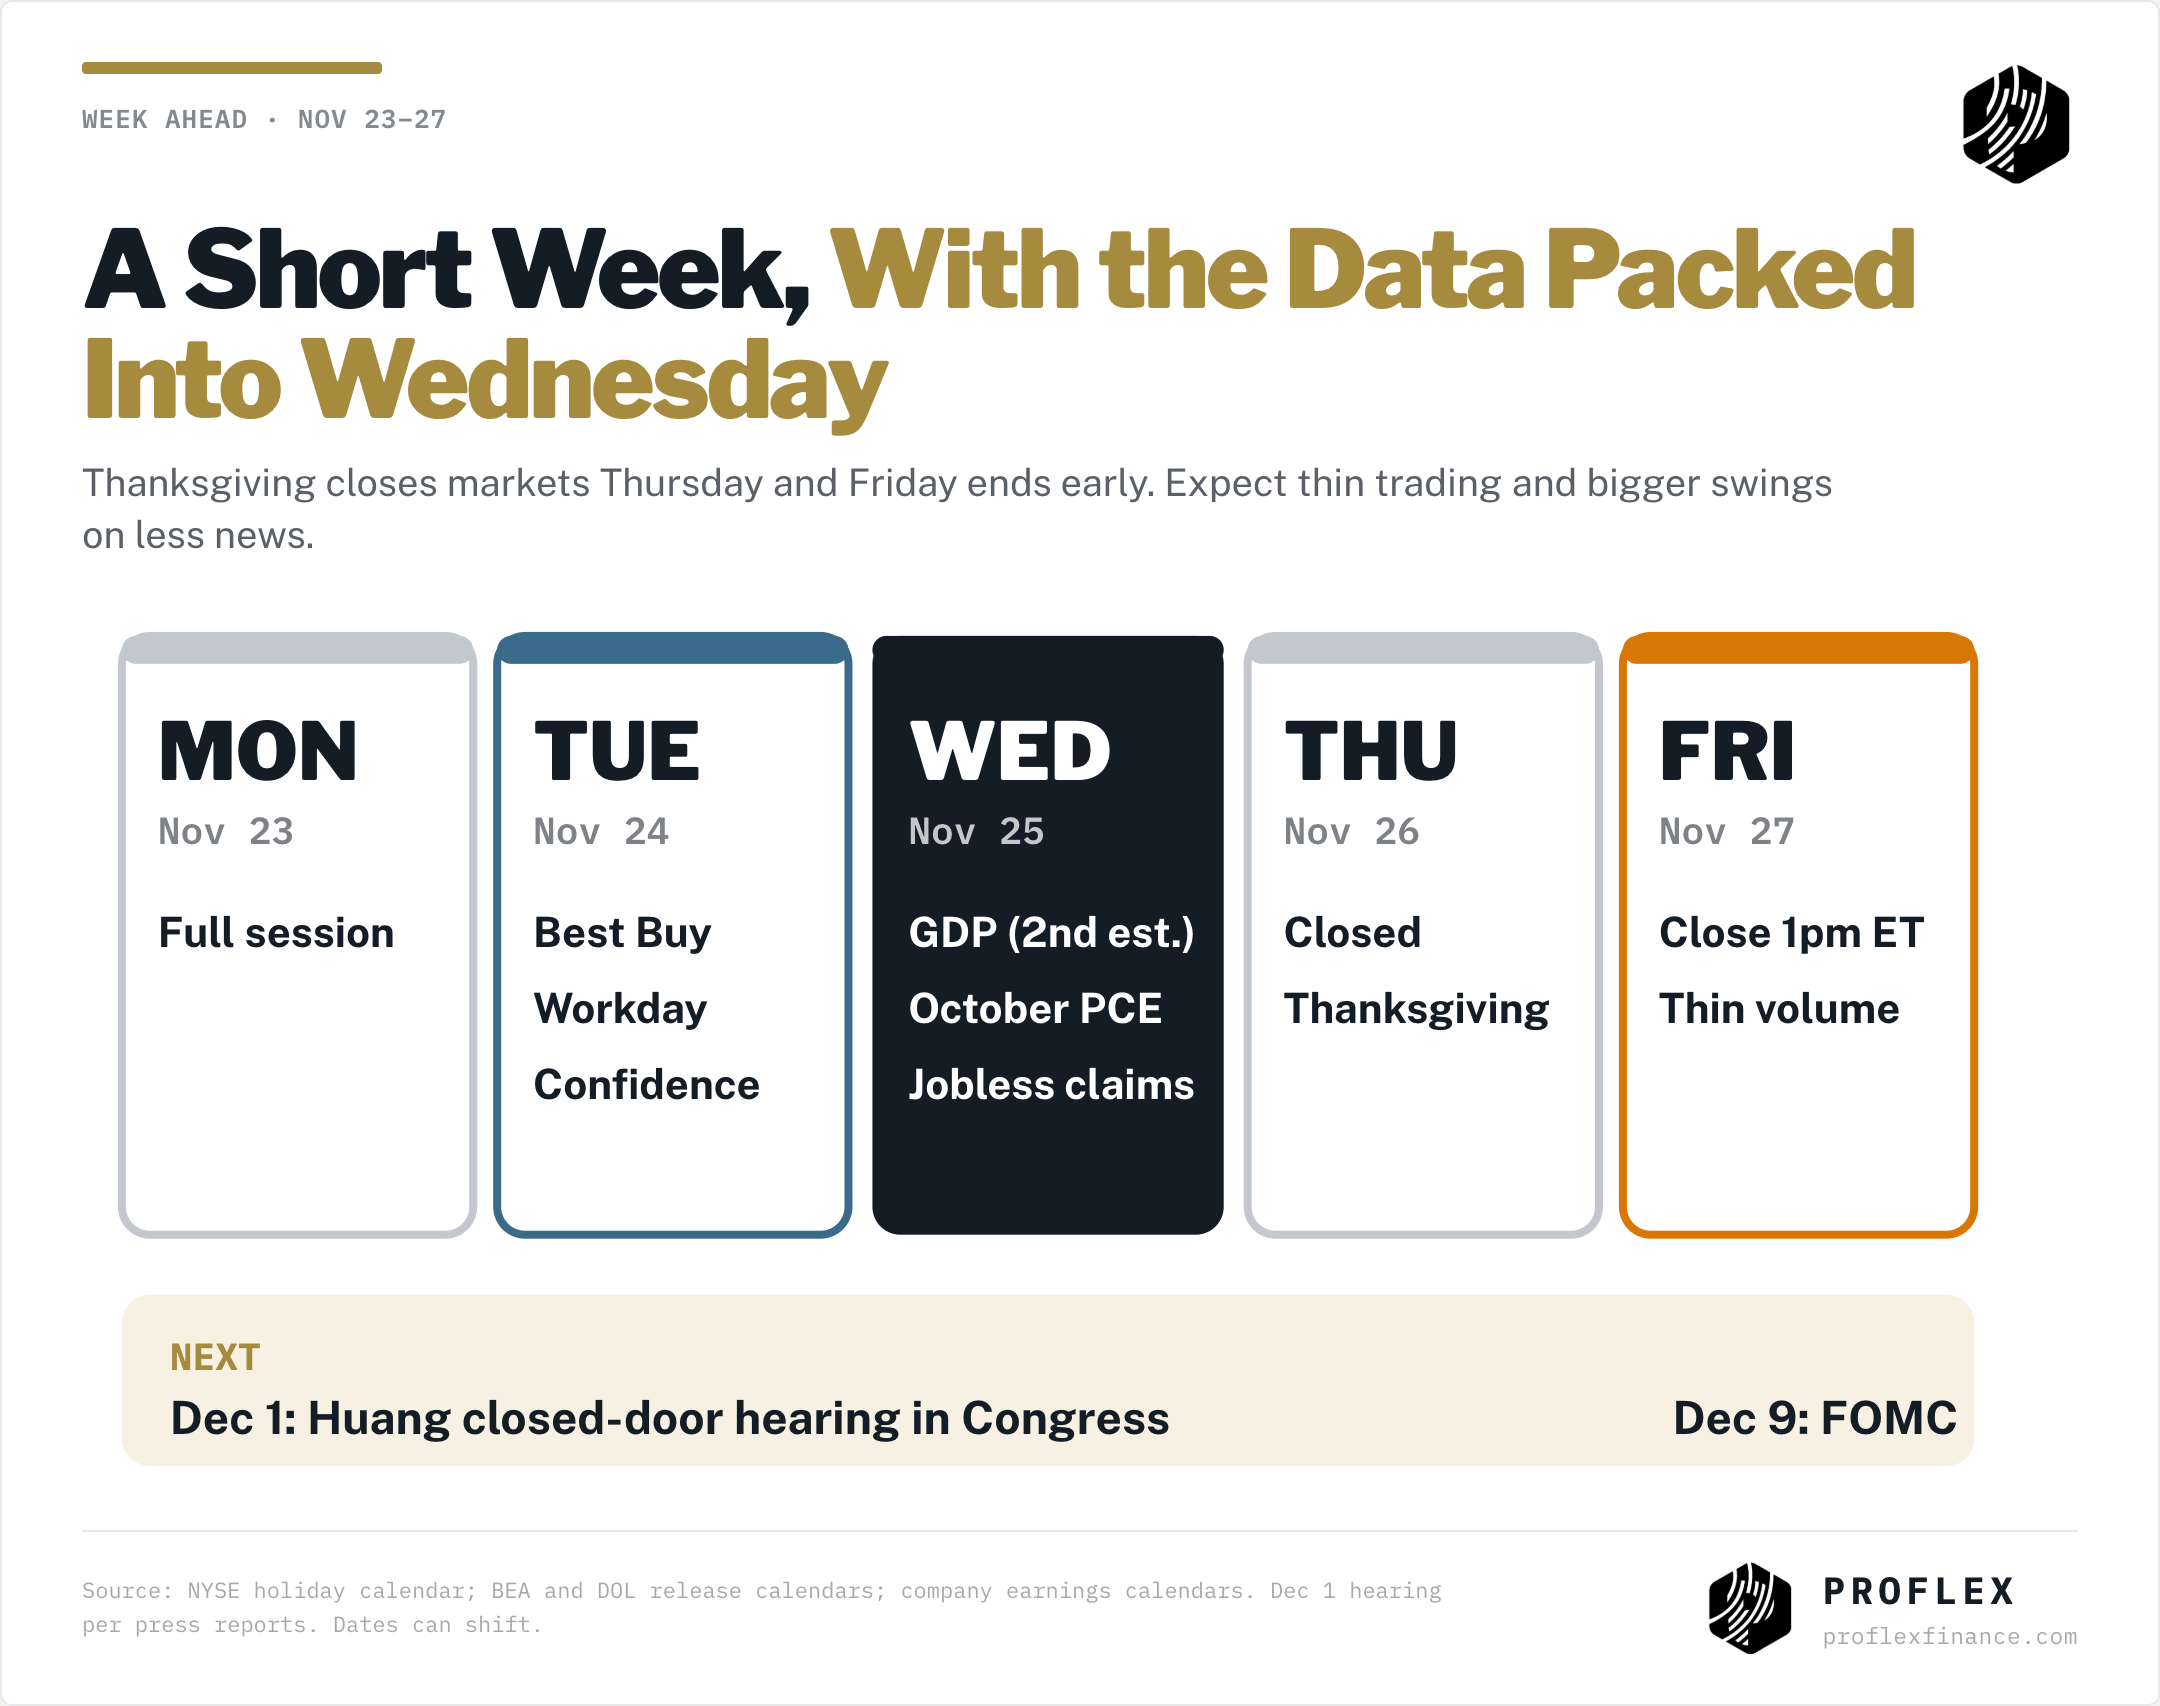 WEEK AHEAD · NOV 23–27
A Short Week, With the Data Packed
Into Wednesday
Thanksgiving closes markets Thursday and Friday ends early. Expect thin trading and bigger swings
on less news.
MON
Nov 23
Full session
TUE
Nov 24
Best Buy
Workday
Confidence
WED
Nov 25
GDP (2nd est.)
October PCE
Jobless claims
THU
Nov 26
Closed
Thanksgiving
FRI
Nov 27
Close 1pm ET
Thin volume
NEXT
Dec 1: Huang closed-door hearing in Congress
Dec 9: FOMC
Source: NYSE holiday calendar; BEA and DOL release calendars; company earnings calendars. Dec 1 hearing
per press reports. Dates can shift.
PROFLEX
proflexfinance.com